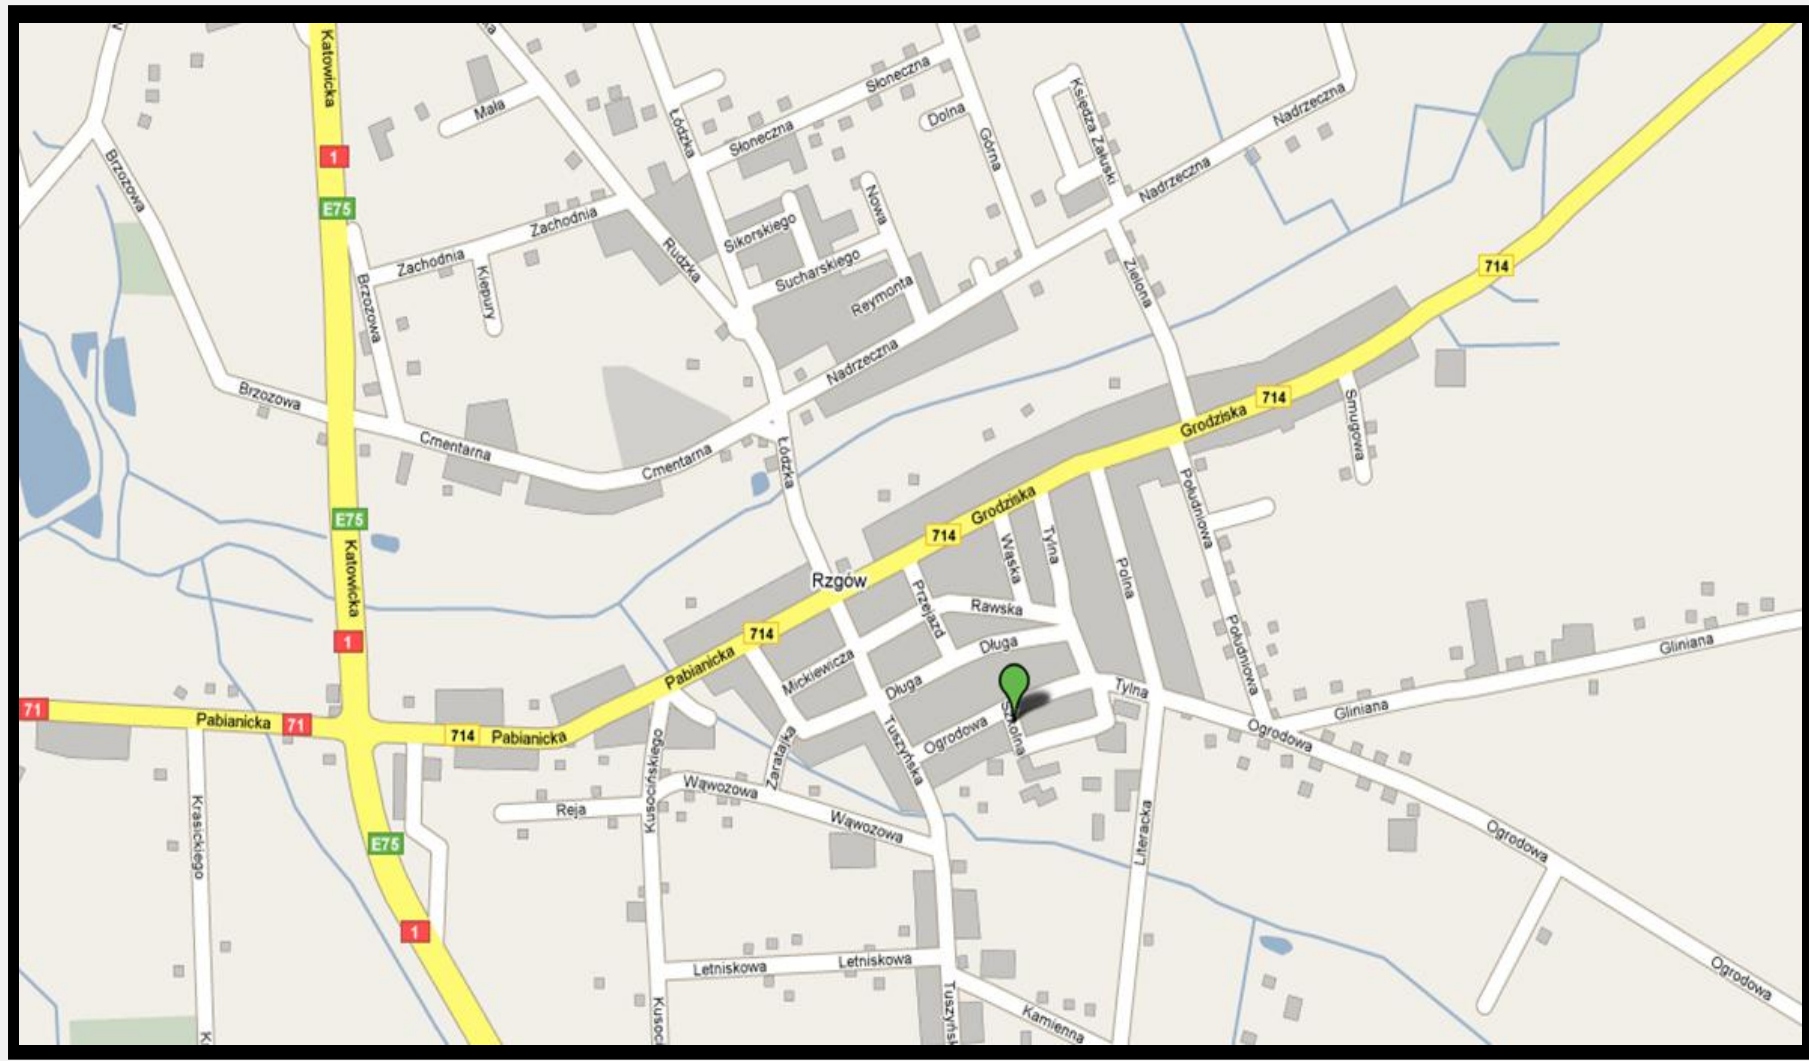 Katowicka
Słoneczna
Mała
Łódzka
Słoneczna
Dolna
Górna
Księdza Załuski
Nadrzeczna
1
Brzozowa
E75
Zachodnia
Nowa
Nadrzeczna
Zachodnia
Rudzka
Sikorskiego
Kiepury
Sucharskiego
Zielona
714
Brzozowa
Reymonta
Nadrzeczna
Brzozowa
714
Grodziska
Smugowa
Cmentarna
Cmentarna
Łódzka
E75
Grodziska
714
Południowa
Katowicka
Wąska
Tylna
Polna
Rzgów
Przejazd
Rawska
1
714
Mickiewicza
Długa
Południowa
Gliniana
Pabianicka
Długa
Tylna
71
Pabianicka
71
714
Pabianicka
Gliniana
Ogrodowa
Szkolna
Ogrodowa
Zaratajka
Tuszyńska
Kusocińskiego
Wąwozowa
Reja
Wąwozowa
Krasickiego
E75
Literacka
Ogrodowa
1
Letniskowa
Letniskowa
Ogrodowa
Kusoci
Tuszyńsk
Kamienna